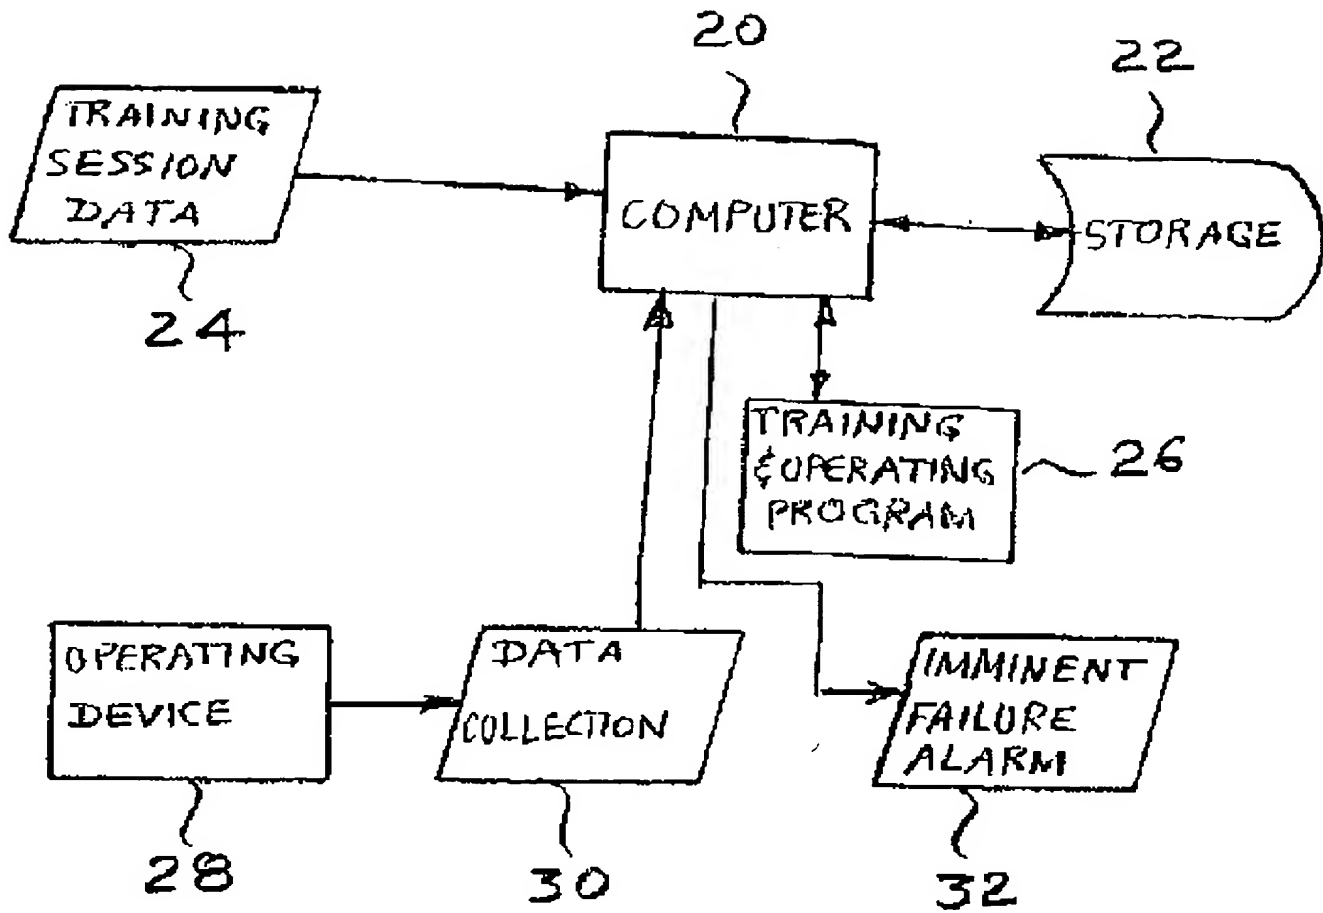 20
22
TRAINING
SESSION
DATA
COMPUTER
STORAGE
24
TRAINING
&OPERATING
PROGRAM
26
OPERATING
DEVICE
DATA
COLLECTION
IMMINENT
FAILURE
ALARM
28
30
32